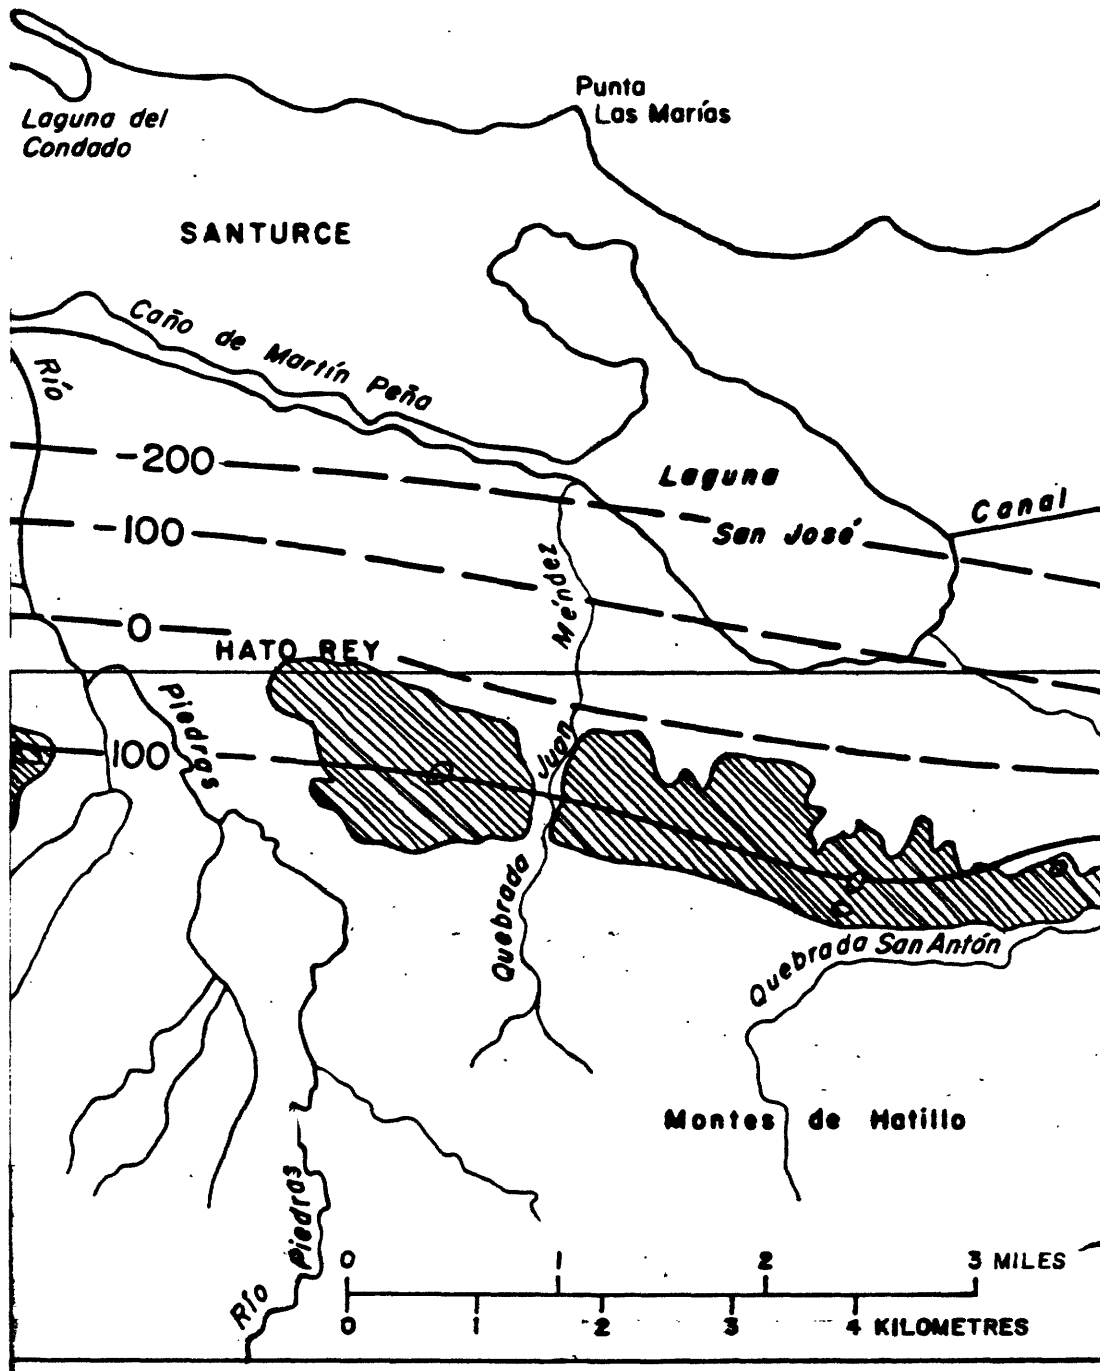 Punta
Las Marías
Laguna del
Condado
SANTURCE
Caño de Martín Peña
Río
-200
Laguna
Canal
-100
San José
Méndez
0
HATO REY
Piedras
100
Juan
Quebrada
Quebrada San Antón
Montes de Hatillo
Piedras
Río
0 1 2 3 MILES
0 1 2 3 4 KILOMETRES